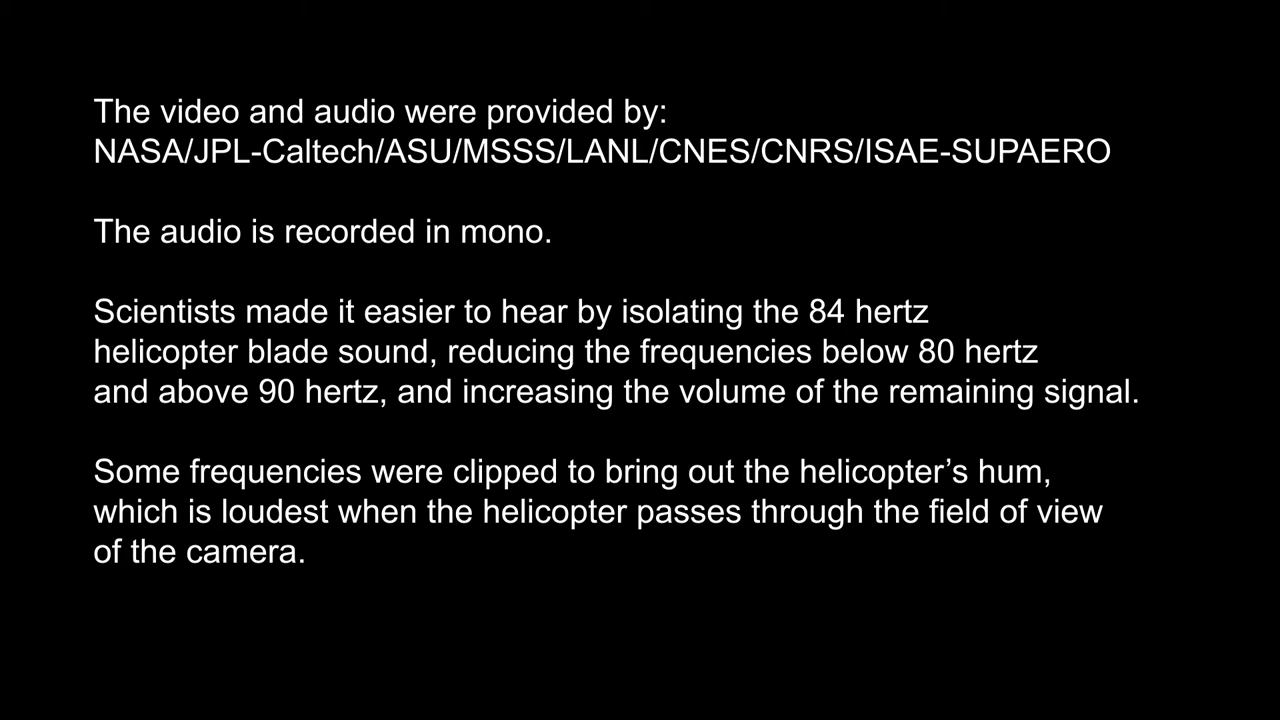 The video and audio were provided by:
NASA/JPL-Caltech/ASU/MSSS/LANL/CNES/CNRS/ISAE-SUPAERO
The audio is recorded in mono.
Scientists made it easier to hear by isolating the 84 hertz
helicopter blade sound, reducing the frequencies below 80 hertz
and above 90 hertz, and increasing the volume of the remaining signal.
Some frequencies were clipped to bring out the helicopter’s hum,
which is loudest when the helicopter passes through the field of view
of the camera.